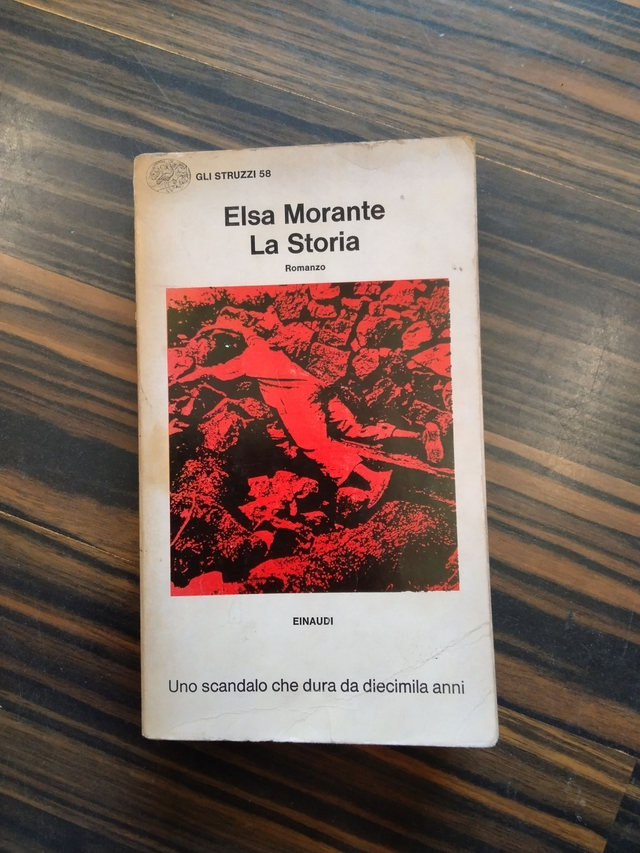 GLI STRUZZI 58
Elsa Morante
La Storia
Romanzo
EINAUDI
Uno scandalo che dura da diecimila anni